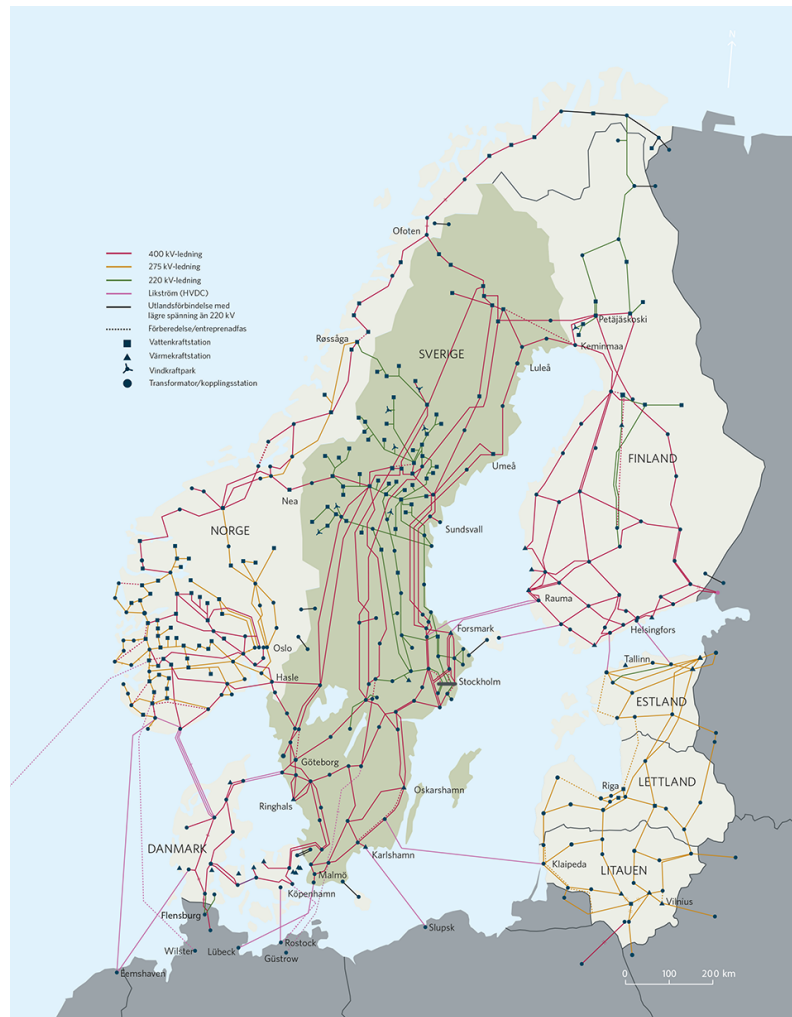 N
Ofoten
400 kV-ledning
275 kV-ledning
220 kV-ledning
Likström (HVDC)
Utlandsförbindelse med
lägre spänning än 220 kV
Förberedelse/entreprenadfas
Vattenkraftstation
Värmekraftstation
Vindkraftpark
Transformator/kopplingsstation
Petäjäskoski
Røssåga
Keminmaa
SVERIGE
Luleå
FINLAND
Umeå
Nea
Sundsvall
NORGE
Rauma
Forsmark
Helsingfors
Oslo
Tallinn
Hasle
Stockholm
ESTLAND
Göteborg
Riga
LETTLAND
Oskarshamn
Ringhals
DANMARK
Karlshamn
Klaipeda
LITAUEN
Malmö
Köpenhamn
Vilnius
Flensburg
Slupsk
Rostock
Wilster
Lübeck
Güstrow
Eemshaven
0 100 200 km